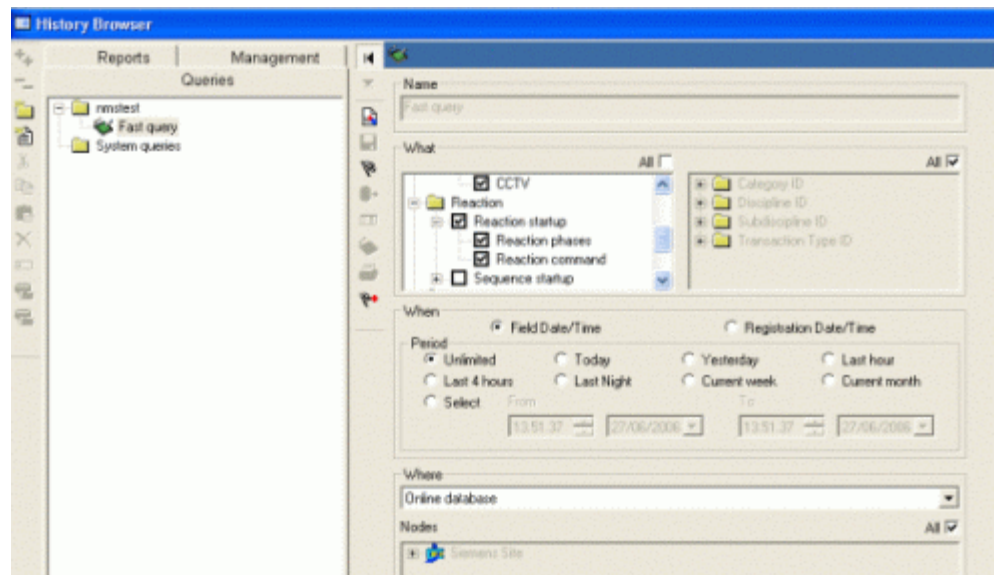 History Browser
Reports Management
Queries
nmstest
Fast query
System queries
Name
Fast query
What
All All
CCTV
Reaction
Reaction startup
Reaction phases
Reaction command
Sequence startup
Category ID
Discipline ID
Subdiscipline ID
Transaction Type ID
When
Field Date/Time Registration Date/Time
Period
Unlimited Today Yesterday Last hour
Last 4 hours Last Night Current week Current month
Select From To
13.51.37 27/06/2006 13.51.37 27/06/2006
Where
Online database
Nodes All
Siemens Site